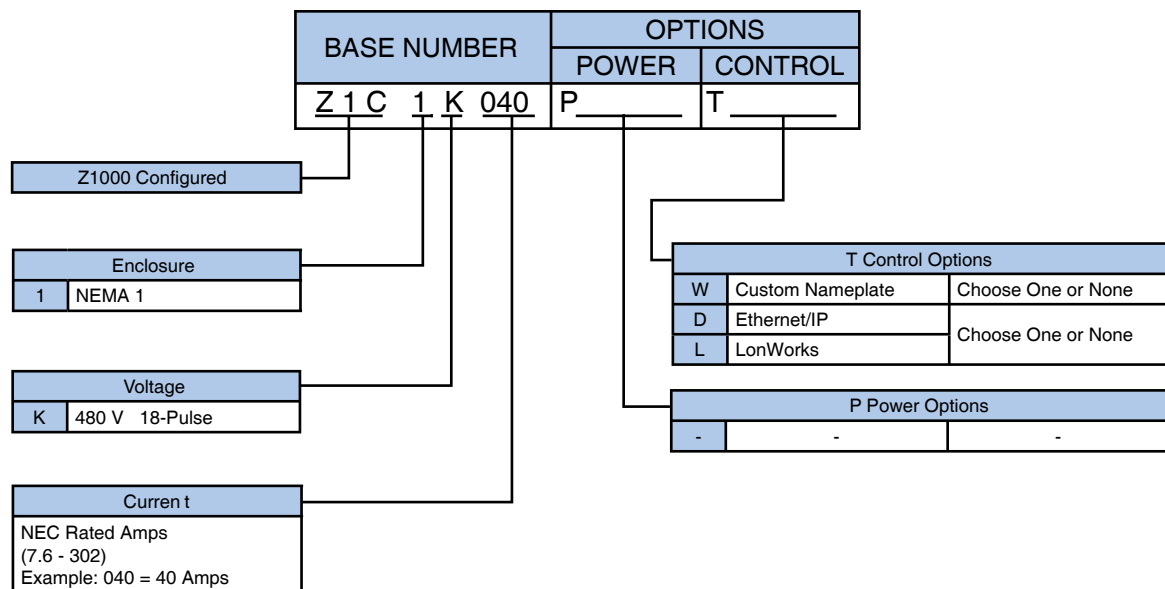 BASE NUMBER
OPTIONS
POWER CONTROL
Z 1 C 1 K 040 P T
Z1000 Configured
Enclosure
1 NEMA 1
Voltage
K 480 V 18-Pulse
Curren t
NEC Rated Amps
(7.6 - 302)
Example: 040 = 40 Amps
T Control Options
W Custom Nameplate Choose One or None
D Ethernet/IP Choose One or None
L LonWorks
P Power Options
- - -